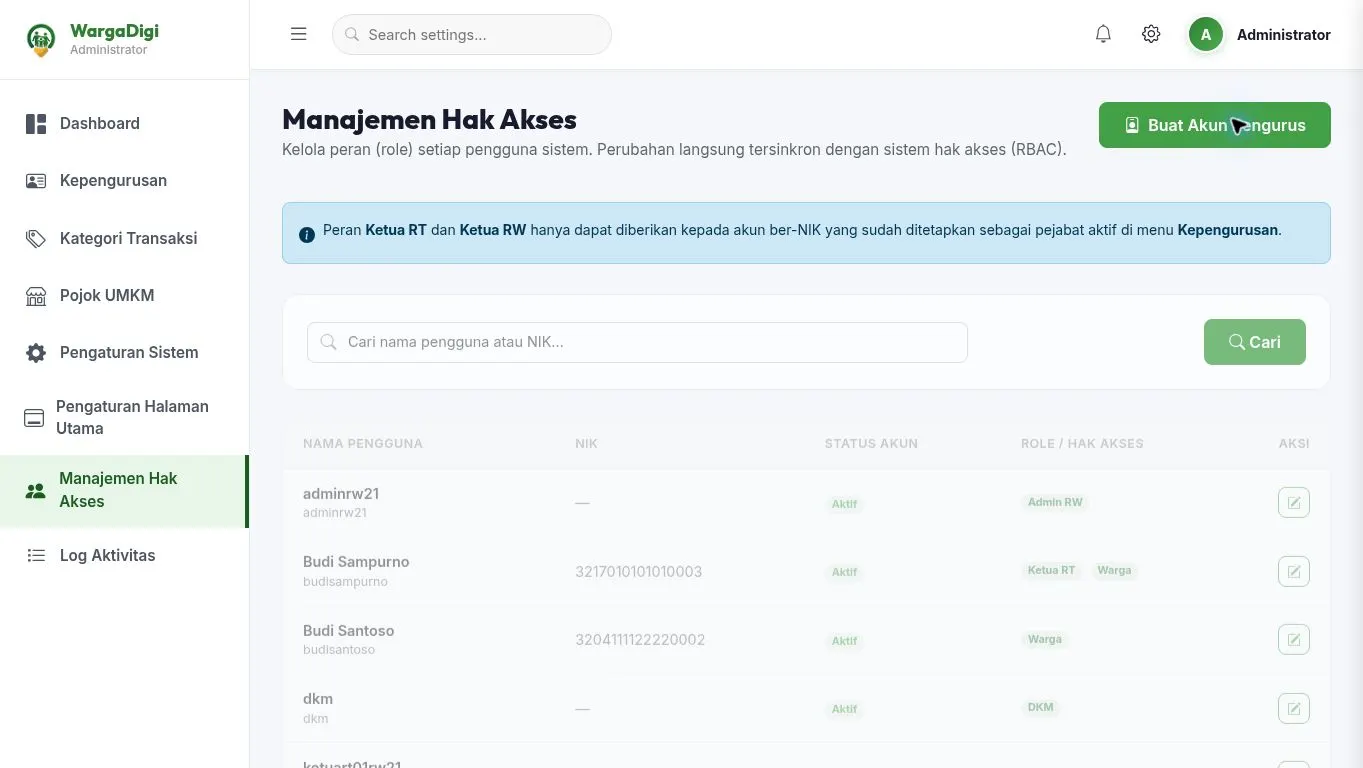 WargaDigi
Administrator
Search settings...
A
Administrator
Dashboard
Kepengurusan
Kategori Transaksi
Pojok UMKM
Pengaturan Sistem
Pengaturan Halaman
Utama
Manajemen Hak
Akses
Log Aktivitas
Manajemen Hak Akses
Kelola peran (role) setiap pengguna sistem. Perubahan langsung tersinkron dengan sistem hak akses (RBAC).
Buat Akun Pengurus
Peran Ketua RT dan Ketua RW hanya dapat diberikan kepada akun ber-NIK yang sudah ditetapkan sebagai pejabat aktif di menu Kepengurusan.
Cari nama pengguna atau NIK...
Cari
NAMA PENGGUNA NIK STATUS AKUN ROLE / HAK AKSES AKSI
adminrw21
adminrw21
— Aktif Admin RW
Budi Sampurno
budisampurno
3217010101010003 Aktif Ketua RT Warga
Budi Santoso
budisantoso
3204111122220002 Aktif Warga
dkm
dkm
— Aktif DKM
ketuart01rw21